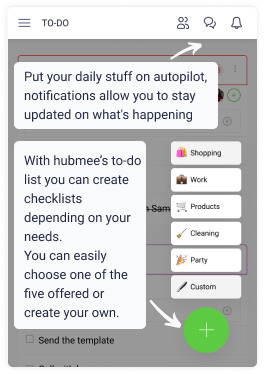 TO-DO
Put your daily stuff on autopilot,
notifications allow you to stay
updated on what's happening
With hubmee's to-do
list you can create
checklists
depending on your
needs.
You can easily
choose one of the
five offered or
create your own.
Shopping
Work
Products
Cleaning
Party
Custom
Sam
Send the template